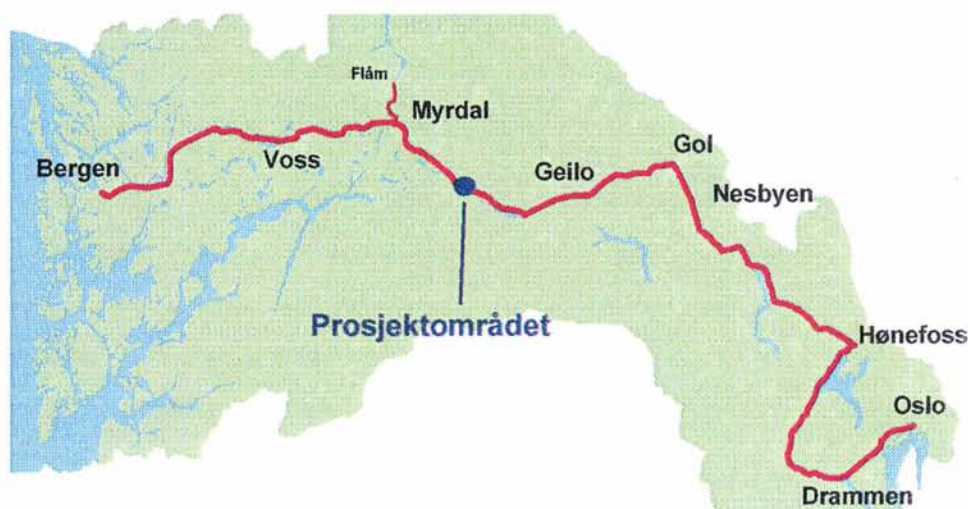 Flåm
Myrdal
Gol
Bergen
Voss
Geilo
Nesbyen
Prosjektområdet
Hønefoss
Oslo
Drammen